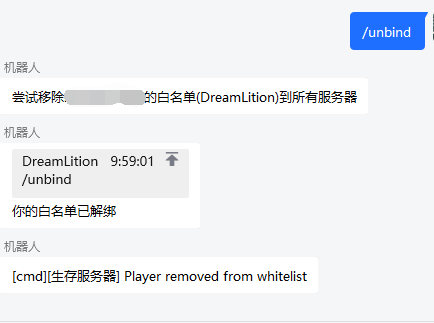 /unbind
机器人
尝试移除的白名单(DreamLition)到所有服务器
机器人
DreamLition 9:59:01
/unbind
你的白名单已解绑
机器人
[cmd][生存服务器] Player removed from whitelist